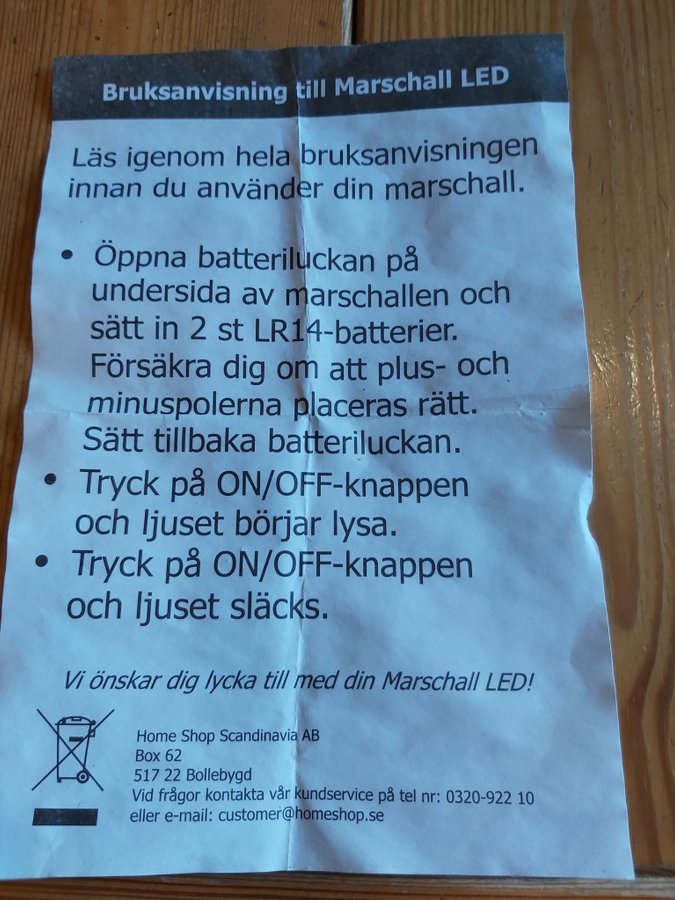 Bruksanvisning till Marschall LED
Läs igenom hela bruksanvisningen
innan du använder din marschall.
• Öppna batteriluckan på
undersida av marschallen och
sätt in 2 st LR14-batterier.
Försäkra dig om att plus- och
minuspolerna placeras rätt.
Sätt tillbaka batteriluckan.
• Tryck på ON/OFF-knappen
och ljuset börjar lysa.
• Tryck på ON/OFF-knappen
och ljuset släcks.
Vi önskar dig lycka till med din Marschall LED!
Home Shop Scandinavia AB
Box 62
517 22 Bollebygd
Vid frågor kontakta vår kundservice på tel nr: 0320-922 10
eller e-mail: customer@homeshop.se